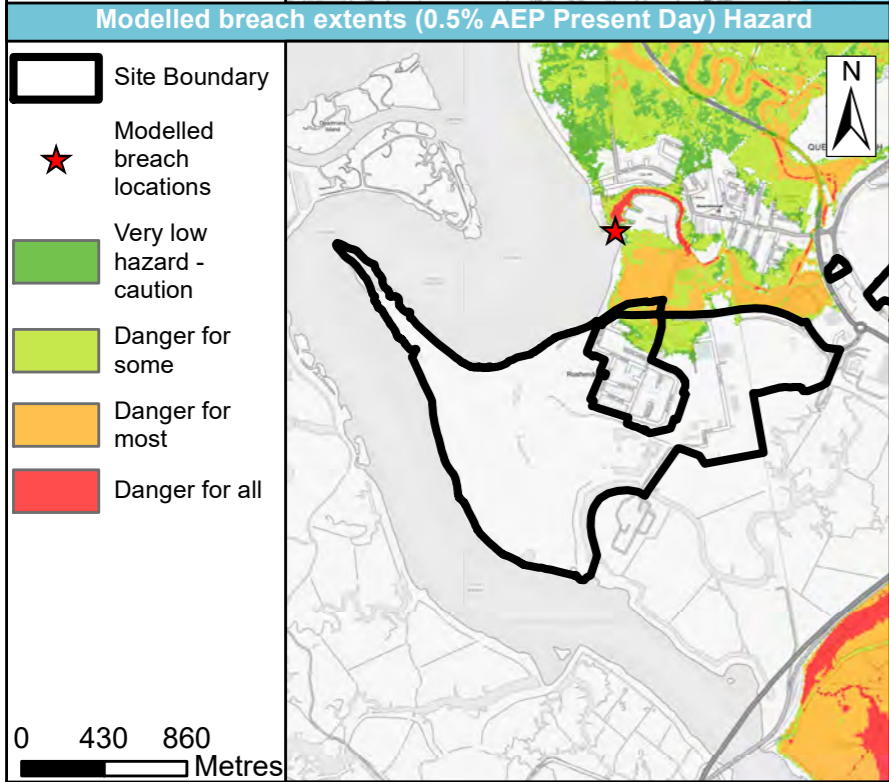 Modelled breach extents (0.5% AEP Present Day) Hazard
Site Boundary
Modelled
breach
locations
Very low
hazard -
caution
Danger for
some
Danger for
most
Danger for all
0 430 860
Metres
N